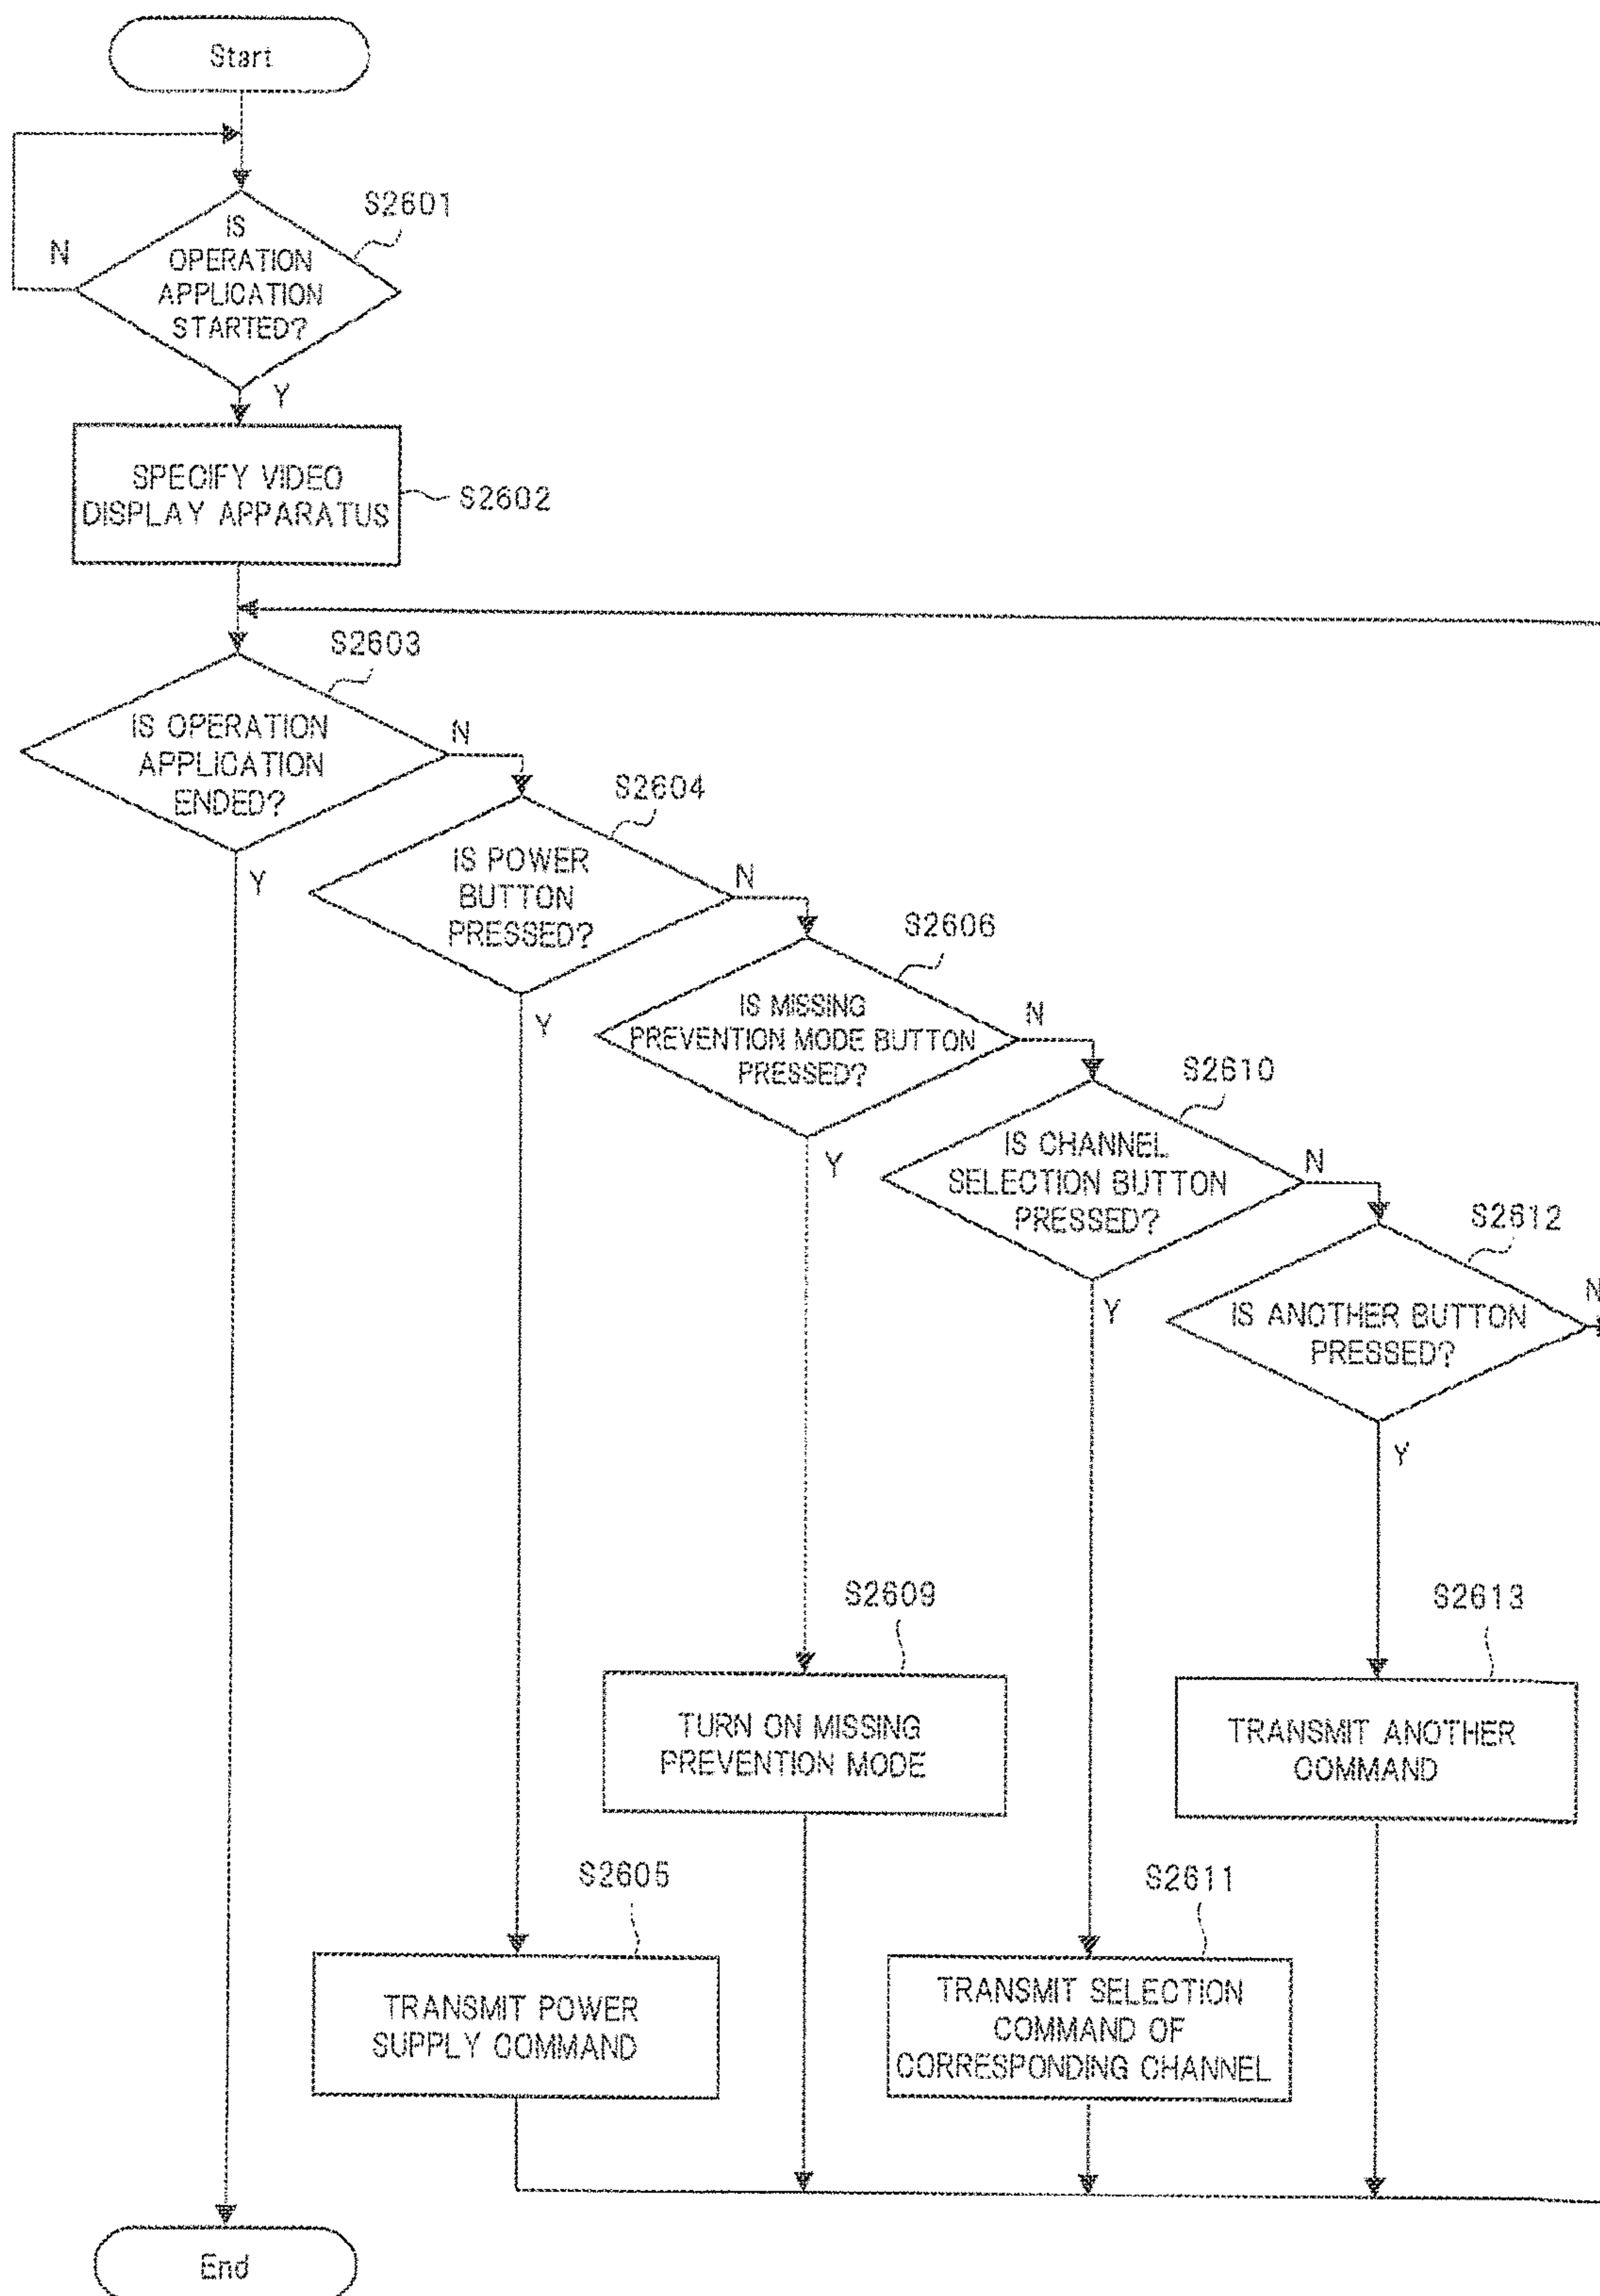 Start
S2601
N
IS
OPERATION
APPLICATION
STARTED?
Y
SPECIFY VIDEO
DISPLAY APPARATUS
S2602
S2603
IS OPERATION
APPLICATION
ENDED?
N
Y
S2604
IS POWER
BUTTON
PRESSED?
N
Y
S2606
IS MISSING
PREVENTION MODE BUTTON
PRESSED?
N
Y
S2610
IS CHANNEL
SELECTION BUTTON
PRESSED?
N
Y
S2612
IS ANOTHER BUTTON
PRESSED?
N
Y
S2609
TURN ON MISSING
PREVENTION MODE
S2613
TRANSMIT ANOTHER
COMMAND
S2605
TRANSMIT POWER
SUPPLY COMMAND
S2611
TRANSMIT SELECTION
COMMAND OF
CORRESPONDING CHANNEL
End